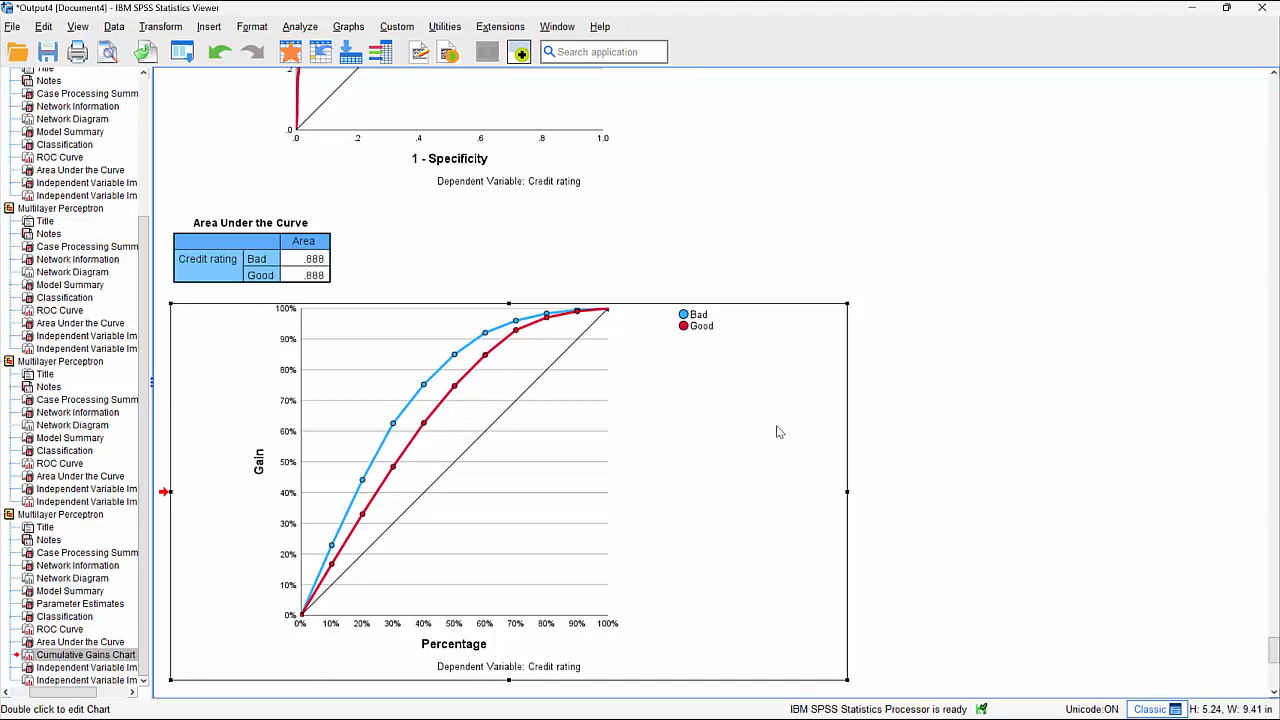 *Output4 [Document4] - IBM SPSS Statistics Viewer
File Edit View Data Transform Insert Format Analyze Graphs Custom Utilities Extensions Window Help
Search application
Title
Notes
Case Processing Summ
Network Information
Network Diagram
Model Summary
Classification
ROC Curve
Area Under the Curve
Independent Variable Im
Independent Variable Im
Multilayer Perceptron
Title
Notes
Case Processing Summ
Network Information
Network Diagram
Model Summary
Classification
ROC Curve
Area Under the Curve
Independent Variable Im
Independent Variable Im
Multilayer Perceptron
Title
Notes
Case Processing Summ
Network Information
Network Diagram
Model Summary
Classification
ROC Curve
Area Under the Curve
Independent Variable Im
Independent Variable Im
Multilayer Perceptron
Title
Notes
Case Processing Summ
Network Information
Network Diagram
Model Summary
Parameter Estimates
Classification
ROC Curve
Area Under the Curve
Cumulative Gains Chart
Independent Variable Im
Independent Variable Im
.2
.0
.0 .2 .4 .6 .8 1.0
1 - Specificity
Dependent Variable: Credit rating
Area Under the Curve
Area
Credit rating Bad .888
Good .888
100%
90%
80%
70%
60%
50%
40%
30%
20%
10%
0%
Gain
0% 10% 20% 30% 40% 50% 60% 70% 80% 90% 100%
Percentage
Dependent Variable: Credit rating
Bad
Good
Double click to edit Chart
IBM SPSS Statistics Processor is ready
Unicode:ON
Classic
H: 5.24, W: 9.41 in